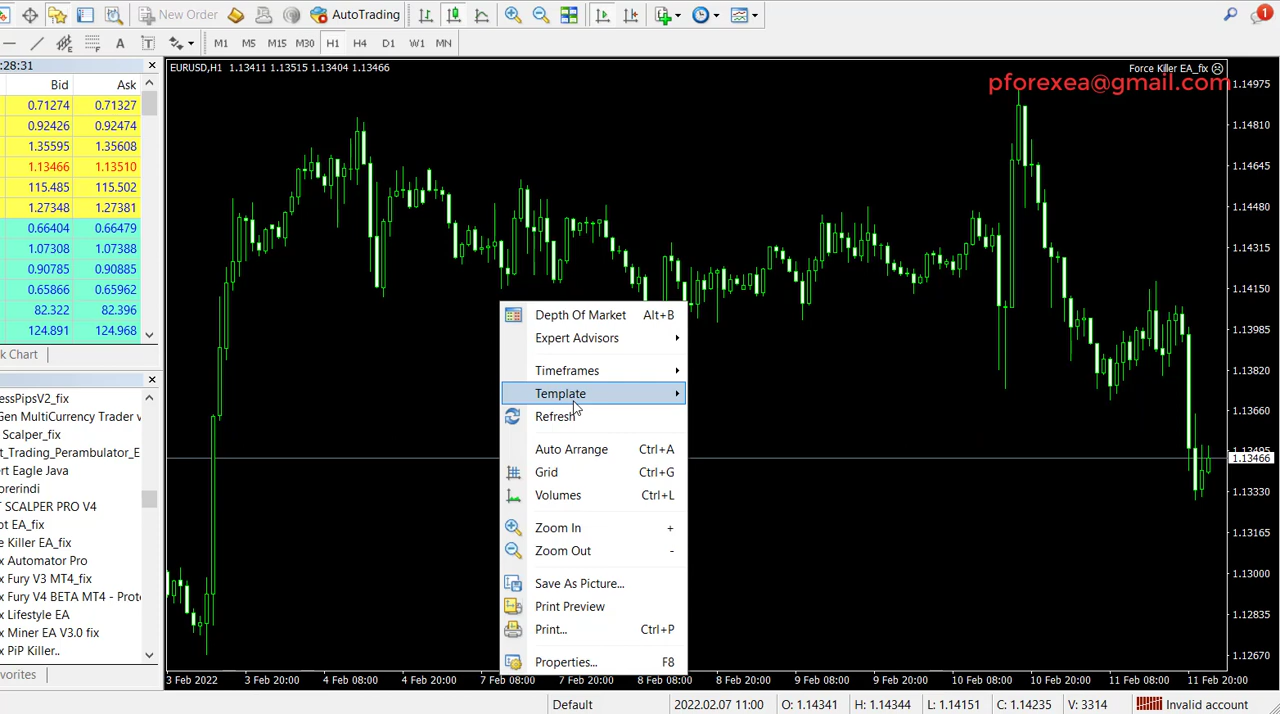 New Order
AutoTrading
1
A
T
M1 M5 M15 M30 H1 H4 D1 W1 MN
:28:31
Bid Ask
0.71274 0.71327
0.92426 0.92474
1.35595 1.35608
1.13466 1.13510
115.485 115.502
1.27348 1.27381
0.66404 0.66479
1.07308 1.07388
0.90785 0.90885
0.65866 0.65962
82.322 82.396
124.891 124.968
k Chart
essPipsV2_fix
Gen MultiCurrency Trader v
Scalper_fix
t_Trading_Perambulator_E
ert Eagle Java
orerindi
T SCALPER PRO V4
ot EA_fix
e Killer EA_fix
x Automator Pro
x Fury V3 MT4_fix
x Fury V4 BETA MT4 - Prote
x Lifestyle EA
x Miner EA V3.0 fix
x PiP Killer..
vorites
EURUSD,H1 1.13411 1.13515 1.13404 1.13466
Force Killer EA_fix
pforexea@gmail.com
Depth Of Market Alt+B
Expert Advisors
Timeframes
Template
Refresh
Auto Arrange Ctrl+A
Grid Ctrl+G
Volumes Ctrl+L
Zoom In +
Zoom Out -
Save As Picture...
Print Preview
Print... Ctrl+P
Properties... F8
1.14975
1.14810
1.14645
1.14480
1.14315
1.14150
1.13985
1.13820
1.13660
1.13466
1.13330
1.13165
1.13000
1.12835
1.12670
3 Feb 2022 3 Feb 20:00 4 Feb 08:00 4 Feb 20:00 7 Feb 08:00 7 Feb 20:00 8 Feb 08:00 8 Feb 20:00 9 Feb 08:00 9 Feb 20:00 10 Feb 08:00 10 Feb 20:00 11 Feb 08:00 11 Feb 20:00
Default 2022.02.07 11:00 O: 1.14341 H: 1.14344 L: 1.14151 C: 1.14235 V: 3314 Invalid account